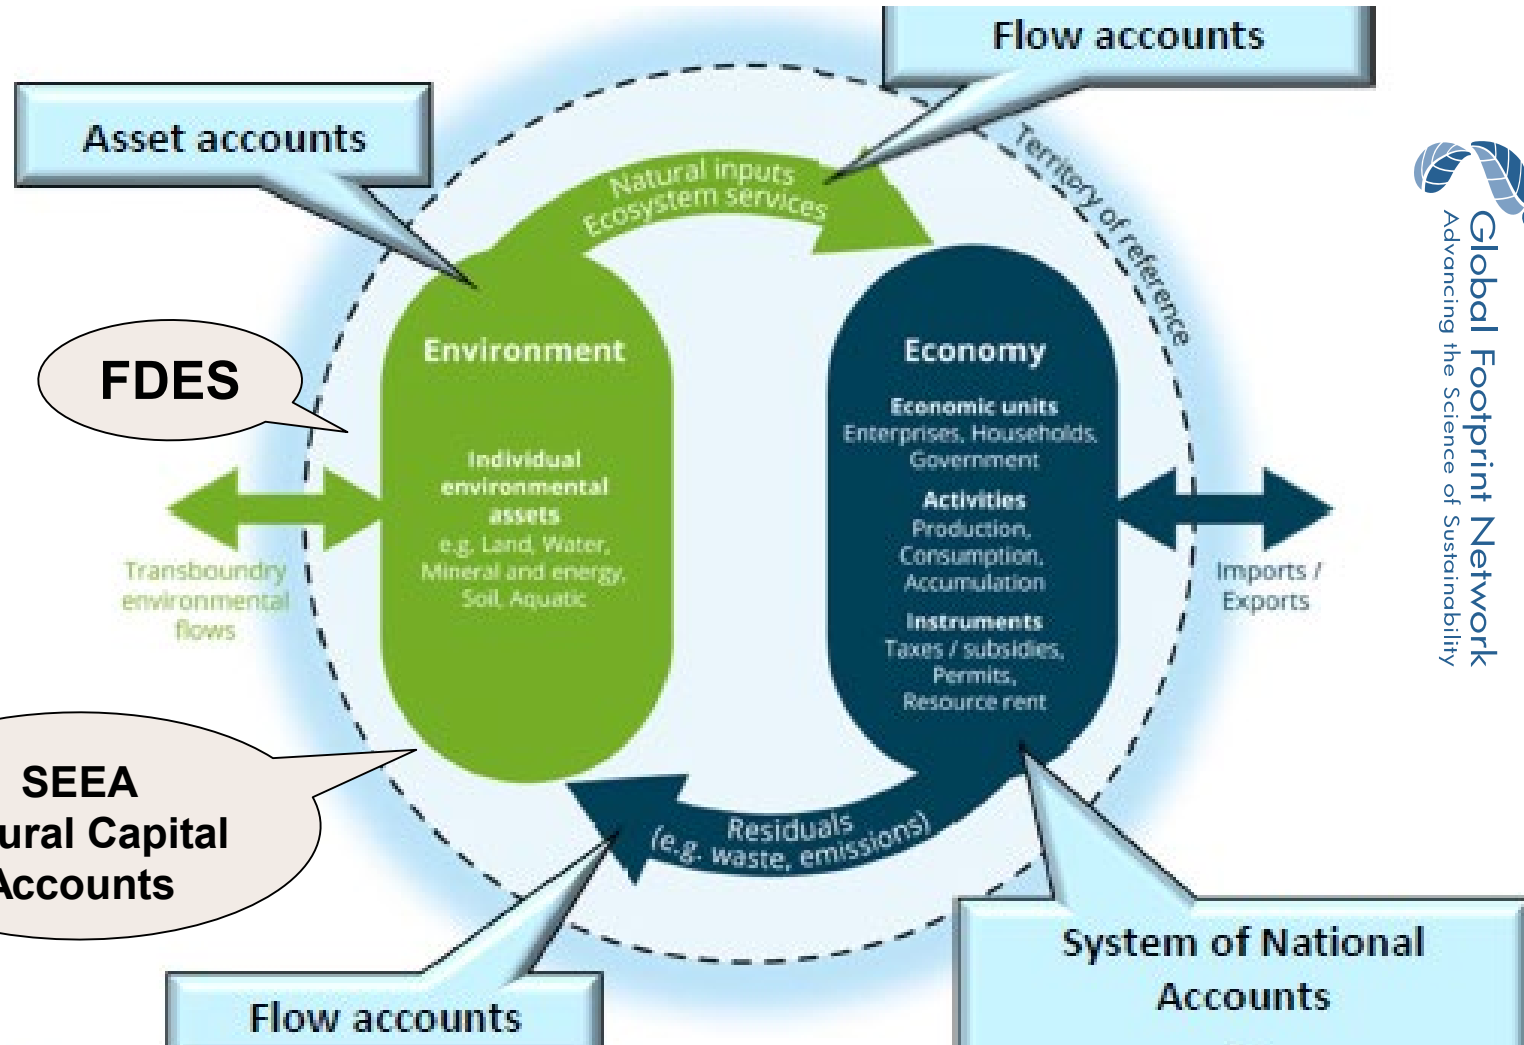 Flow accounts
Asset accounts
Territory of reference
Natural inputs
Ecosystem services
Global Footprint Network
Advancing the Science of Sustainability
FDES
Environment
Individual
environmental
assets
e.g. Land, Water,
Mineral and energy,
Soil, Aquatic
Economy
Economic units
Enterprises, Households,
Government
Activities
Production,
Consumption,
Accumulation
Instruments
Taxes / subsidies,
Permits,
Resource rent
Transboundry
environmental
flows
Imports /
Exports
SEEA
ural Capital
Accounts
Residuals
(e.g. waste, emissions)
Flow accounts
System of National
Accounts